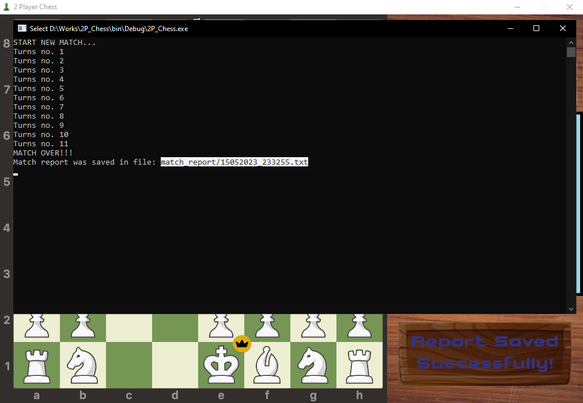 2 Player Chess
Select D:\Works\2P_Chess\bin\Debug\2P_Chess.exe
START NEW MATCH...
Turns no. 1
Turns no. 2
Turns no. 3
Turns no. 4
Turns no. 5
Turns no. 6
Turns no. 7
Turns no. 8
Turns no. 9
Turns no. 10
Turns no. 11
MATCH OVER!!!
Match report was saved in file: match_report/15052023_233255.txt
8
7
6
5
4
3
2
1
a b c d e f g h
Report Saved
Successfully!